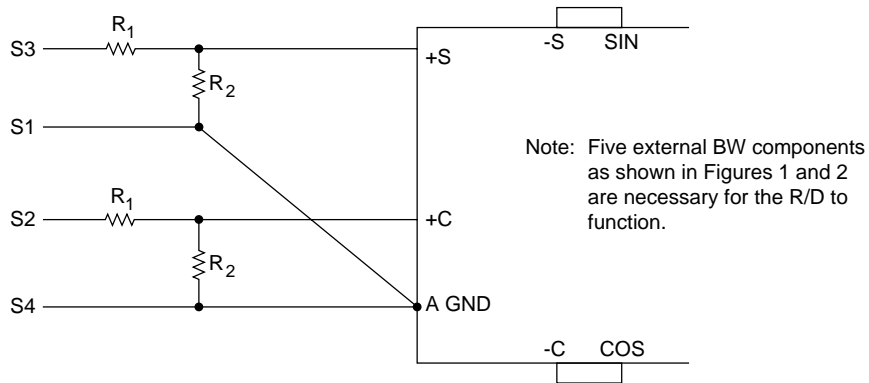 S3
R1
+S
R2
S1
-S SIN
Note: Five external BW components
as shown in Figures 1 and 2
are necessary for the R/D to
function.
S2
R1
+C
R2
S4
A GND
-C COS